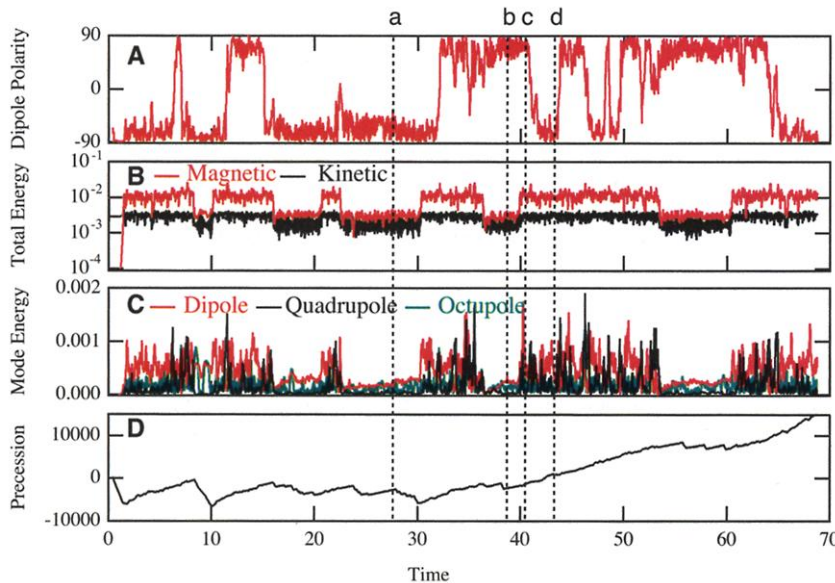 a b c d
A
Dipole Polarity
90
0
-90
B
Magnetic Kinetic
Total Energy
10-1
10-2
10-3
10-4
C
Dipole Quadrupole Octupole
Mode Energy
0.002
0.001
0.000
D
Precession
10000
0
-10000
0 10 20 30 40 50 60 70
Time